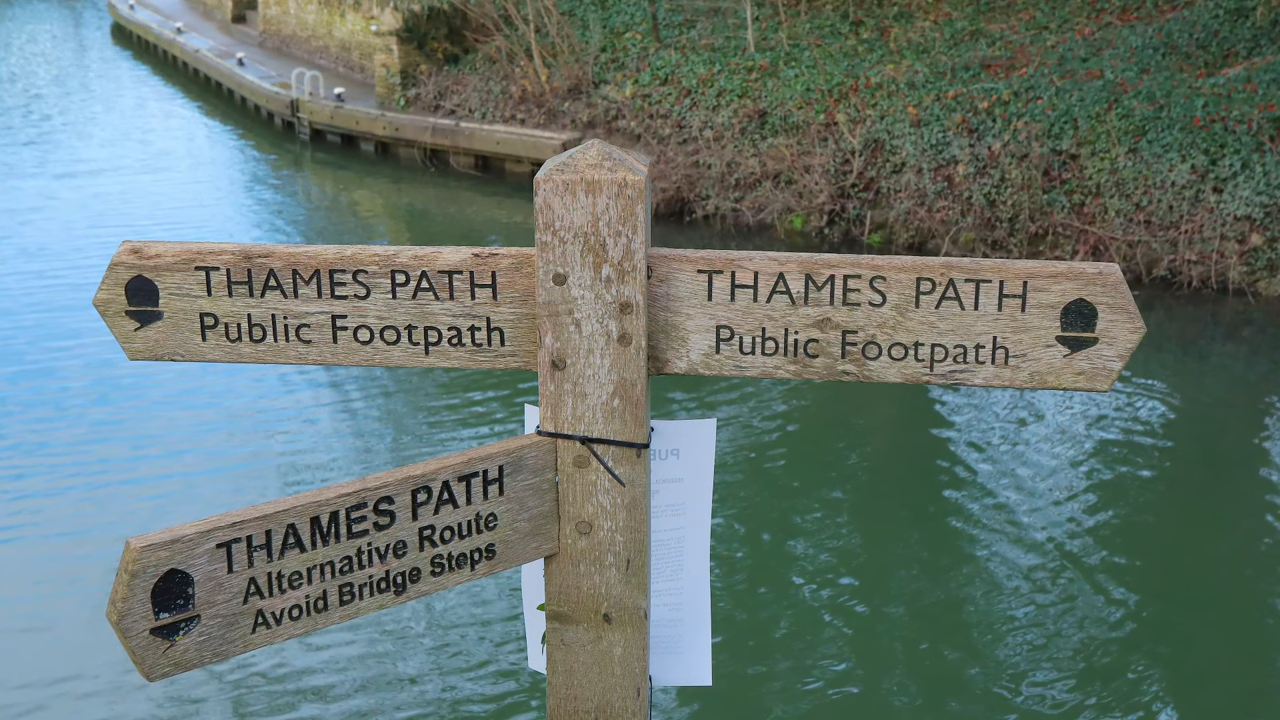 THAMES PATH
Public Footpath
THAMES PATH
Public Footpath
THAMES PATH
Alternative Route
Avoid Bridge Steps